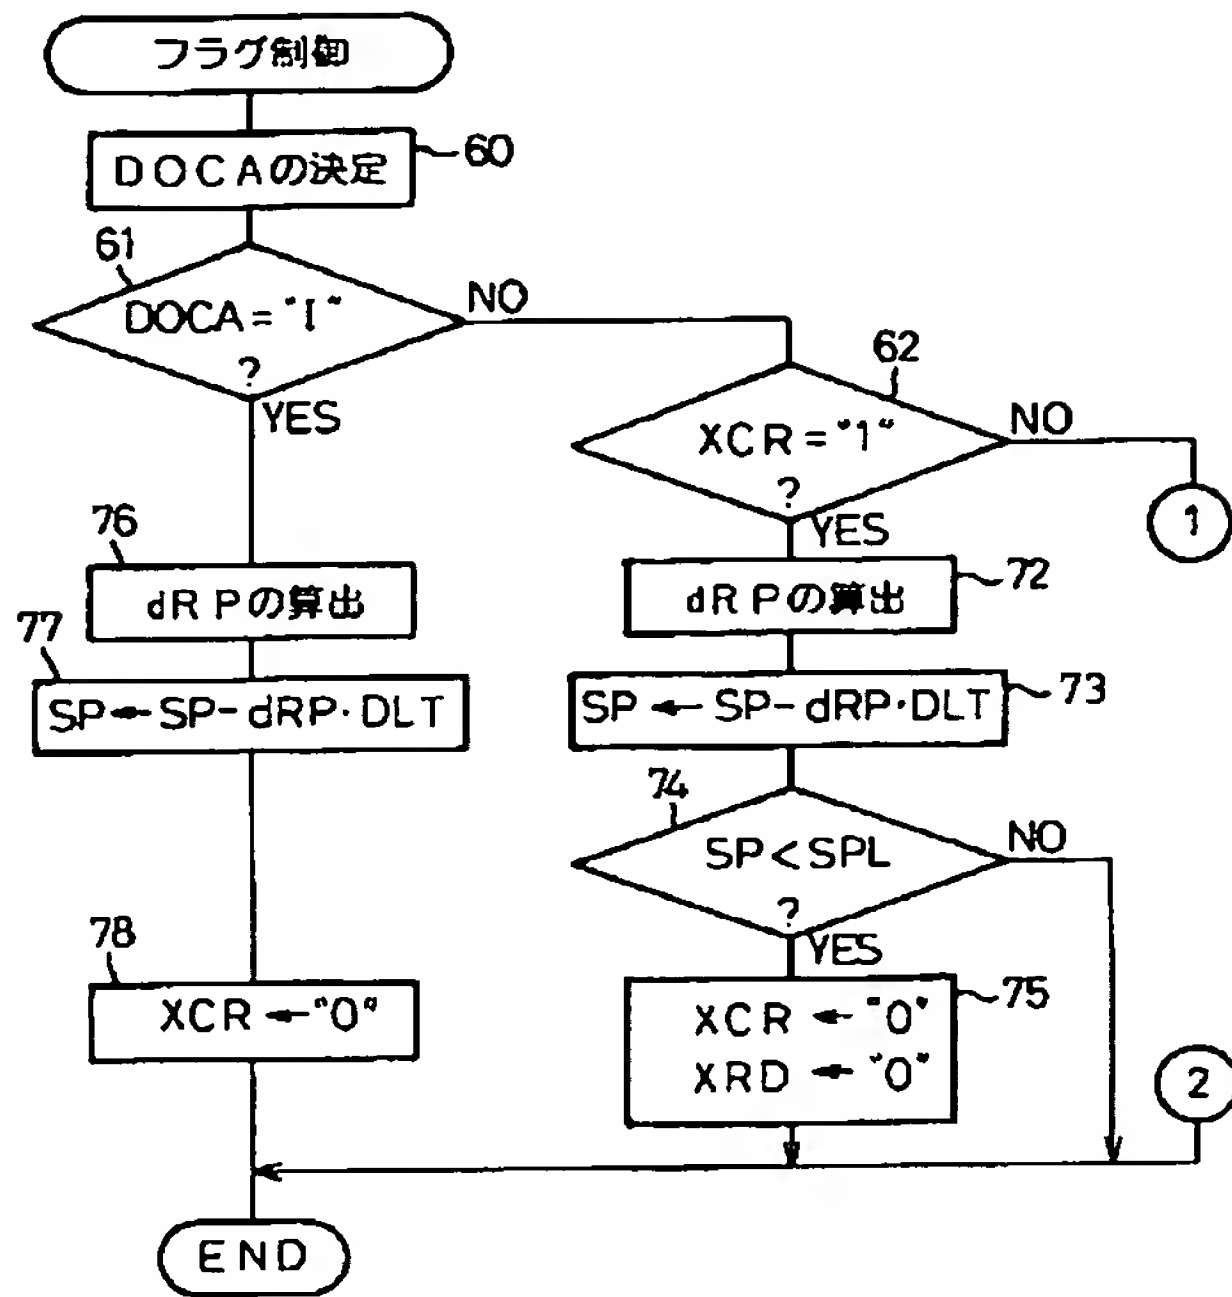 フラグ制御
DOCAの決定
60
61
DOCA="I"
?
NO
YES
62
XCR="1"
?
NO
YES
1
76
dRPの算出
72
dRPの算出
77
SP←SP-dRP·DLT
73
SP←SP-dRP·DLT
74
SP<SPL
?
NO
YES
78
XCR←"0"
75
XCR←"0"
XRD←"0"
2
END